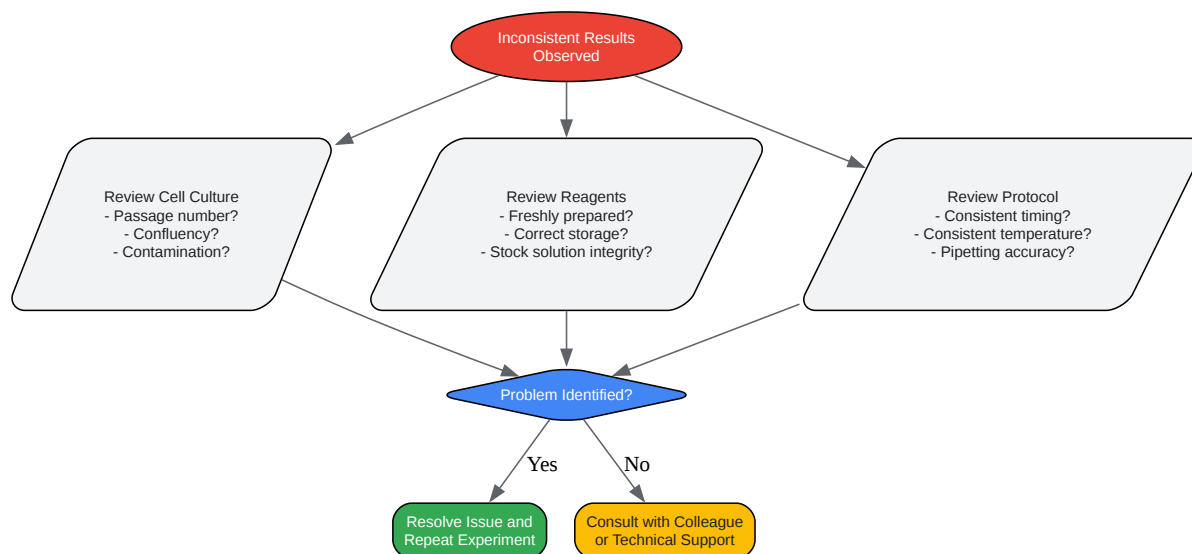 Inconsistent Results
Observed
Review Cell Culture
- Passage number?
- Confluency?
- Contamination?
Review Reagents
- Freshly prepared?
- Correct storage?
- Stock solution integrity?
Review Protocol
- Consistent timing?
- Consistent temperature?
- Pipetting accuracy?
Problem Identified?
Yes
No
Resolve Issue and
Repeat Experiment
Consult with Colleague
or Technical Support